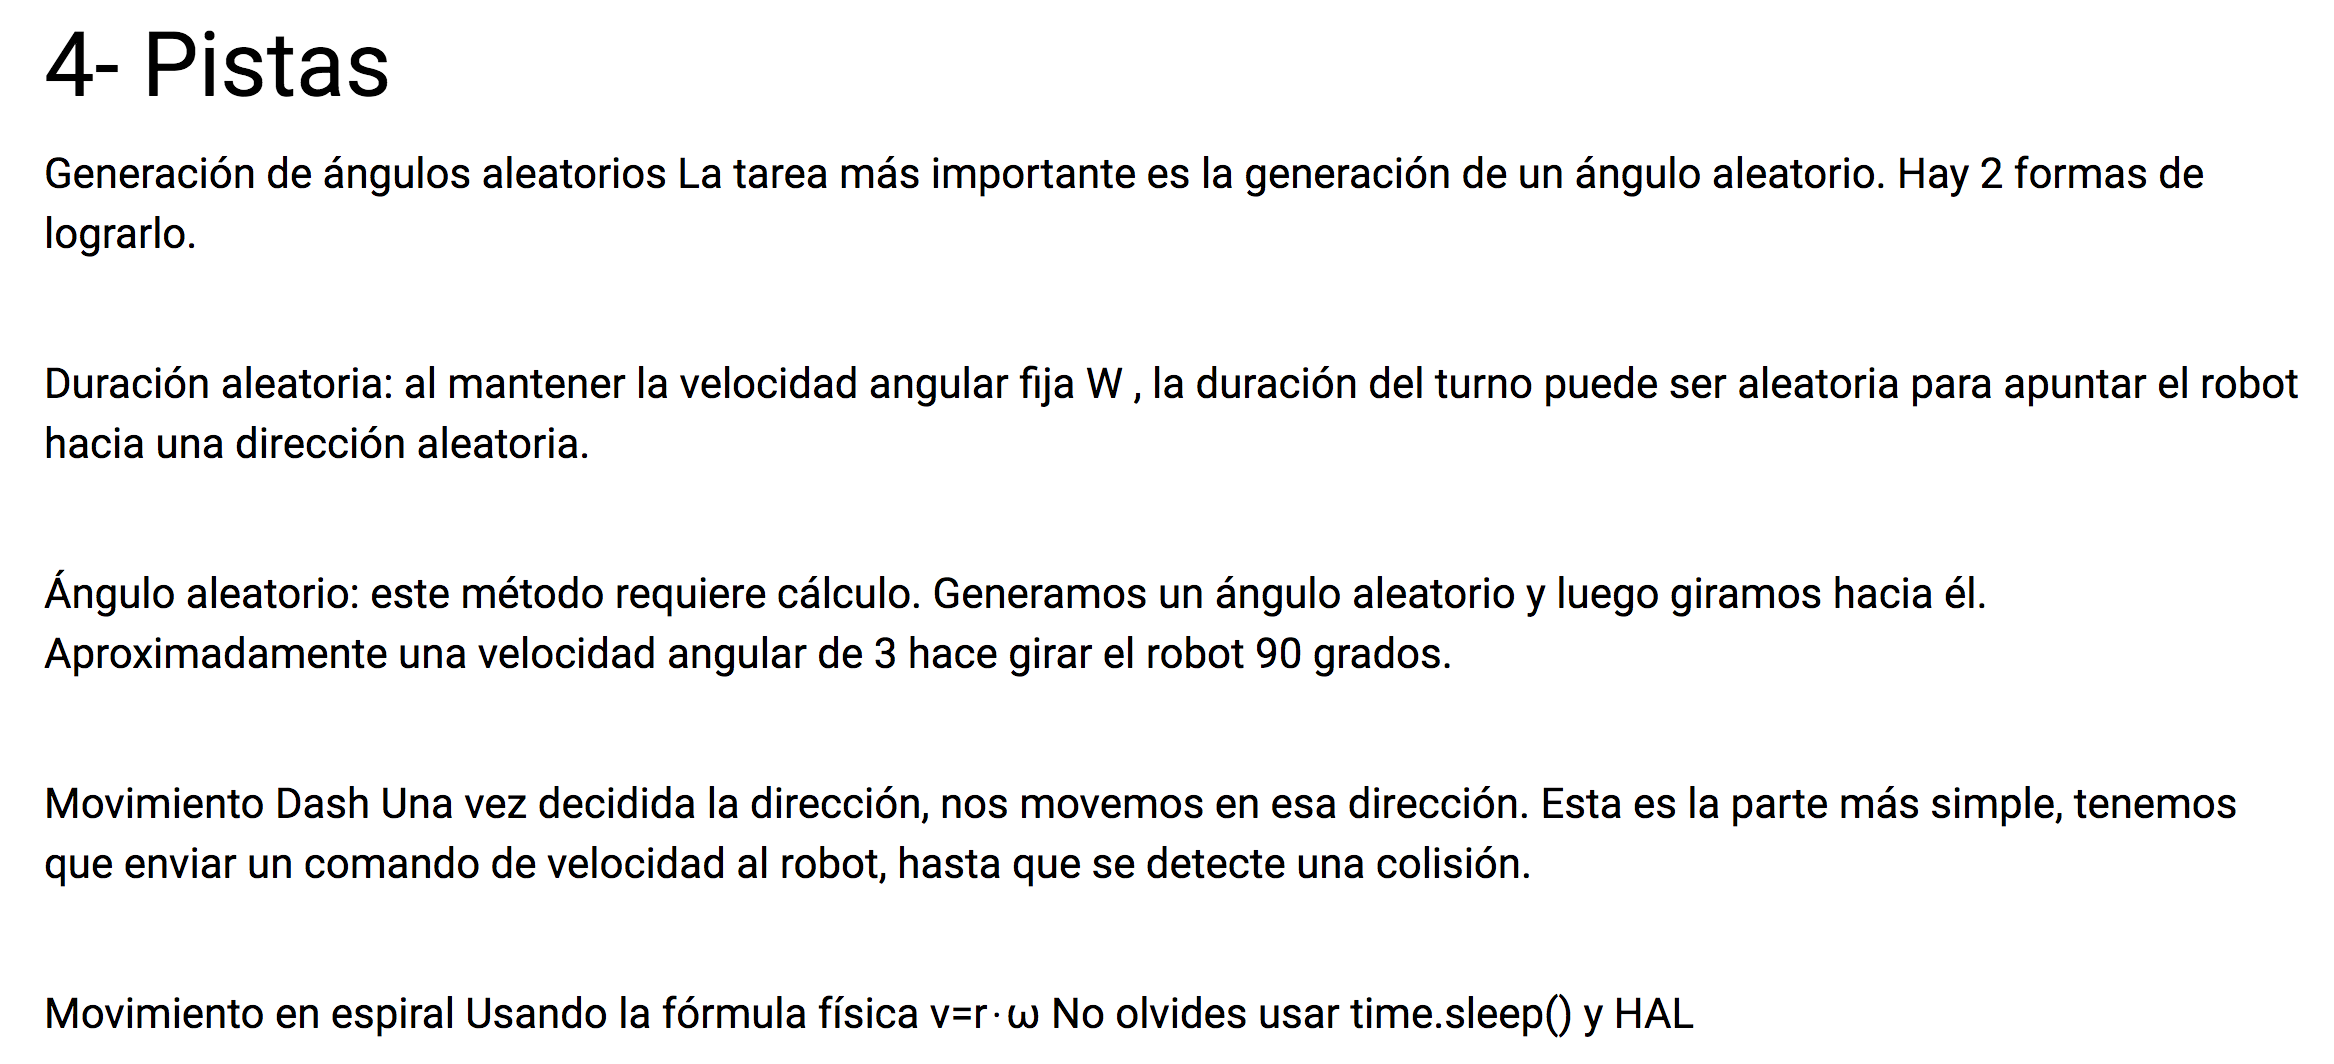 4- Pistas
Generación de ángulos aleatorios La tarea más importante es la generación de un ángulo aleatorio. Hay 2 formas de
lograrlo.
Duración aleatoria: al mantener la velocidad angular fija W , la duración del turno puede ser aleatoria para apuntar el robot
hacia una dirección aleatoria.
Ángulo aleatorio: este método requiere cálculo. Generamos un ángulo aleatorio y luego giramos hacia él.
Aproximadamente una velocidad angular de 3 hace girar el robot 90 grados.
Movimiento Dash Una vez decidida la dirección, nos movemos en esa dirección. Esta es la parte más simple, tenemos
que enviar un comando de velocidad al robot, hasta que se detecte una colisión.
Movimiento en espiral Usando la fórmula física v=r·ω No olvides usar time.sleep() y HAL